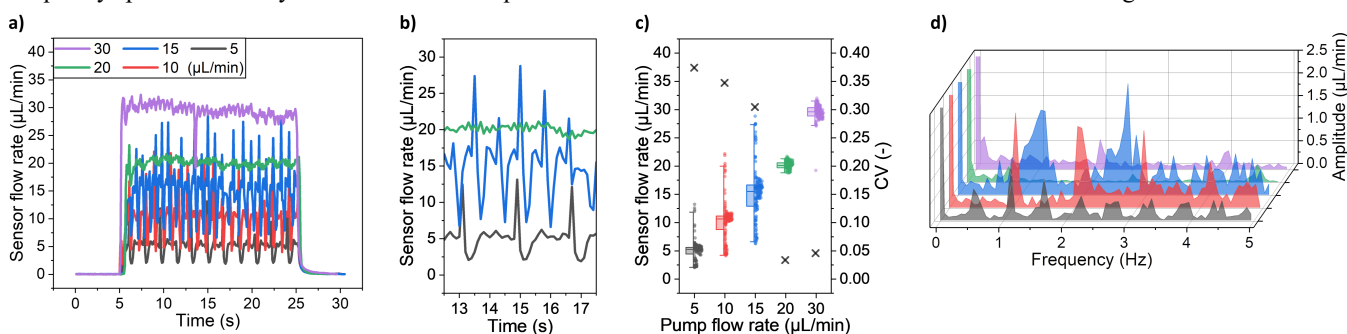 a)
30 15 5
20 10 (µL/min)
Sensor flow rate (µL/min)
40
35
30
25
20
15
10
5
0
0 5 10 15 20 25 30
Time (s)
b)
Sensor flow rate (µL/min)
30
25
20
15
10
5
0
13 14 15 16 17
Time (s)
c)
Sensor flow rate (µL/min)
40
35
30
25
20
15
10
5
0
0.40
0.35
0.30
0.25
0.20
0.15
0.10
0.05
0.00
CV (-)
5 10 15 20 30
Pump flow rate (µL/min)
d)
2.5
2.0
1.5
1.0
0.5
0.0
Amplitude (µL/min)
0 1 2 3 4 5
Frequency (Hz)